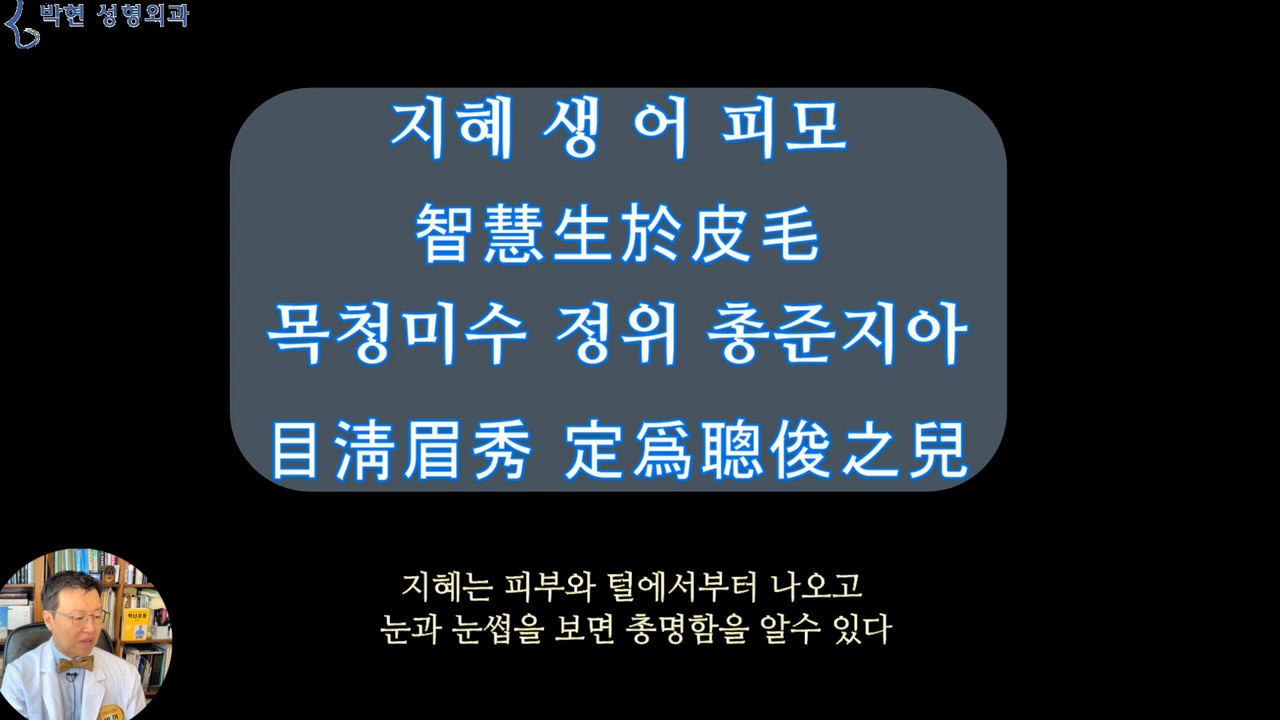 박현 성형외과
지혜 생 어 피모
智慧生於皮毛
목청미수 정위 총준지아
目淸眉秀 定爲聰俊之兒
지혜는 피부와 털에서부터 나오고
눈과 눈썹을 보면 총명함을 알수 있다